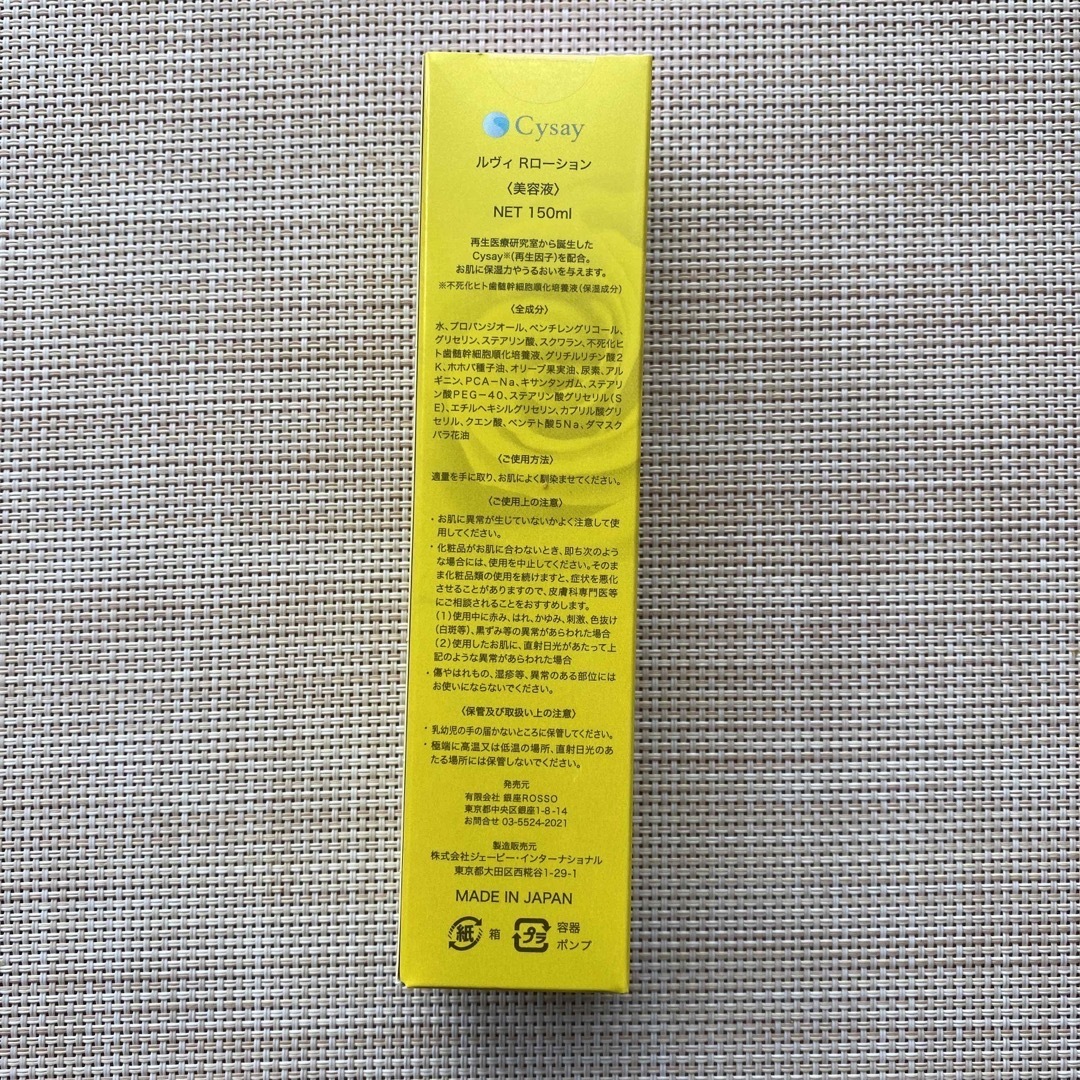 Cysay
ルヴィ Rローション
〈美容液〉
NET 150ml
再生医療研究室から誕生した
Cysay※(再生因子)を配合。
お肌に保湿力やうるおいを与えます。
※不死化ヒト歯髄幹細胞順化培養液(保湿成分)
〈全成分〉
水、プロパンジオール、ペンチレングリコール、
グリセリン、ステアリン酸、スクワラン、不死化ヒ
ト歯髄幹細胞順化培養液、グリチルリチン酸2
K、ホホバ種子油、オリーブ果実油、尿素、アル
ギニン、PCA-Na、キサンタンガム、ステアリ
ン酸PEG-40、ステアリン酸グリセリル(S
E)、エチルヘキシルグリセリン、カプリル酸グリ
セリル、クエン酸、ペンテト酸5Na、ダマスク
バラ花油
〈ご使用方法〉
適量を手に取り、お肌によく馴染ませてください。
〈ご使用上の注意〉
・お肌に異常が生じていないかよく注意して使
用してください。
・化粧品がお肌に合わないとき、即ち次のよう
な場合には、使用を中止してください。そのま
ま化粧品類の使用を続けますと、症状を悪化
させることがありますので、皮膚科専門医等
にご相談されることをおすすめします。
(1)使用中に赤み、はれ、かゆみ、刺激、色抜け
(白斑等)、黒ずみ等の異常があらわれた場合
(2)使用したお肌に、直射日光があたって上
記のような異常があらわれた場合
・傷やはれもの、湿疹等、異常のある部位には
お使いにならないでください。
〈保管及び取扱い上の注意〉
・乳幼児の手の届かないところに保管してください。
・極端に高温又は低温の場所、直射日光のあ
たる場所には保管しないでください。
発売元
有限会社 銀座ROSSO
東京都中央区銀座1-8-14
お問合せ 03-5524-2021
製造販売元
株式会社ジェーピー・インターナショナル
東京都大田区西糀谷1-29-1
MADE IN JAPAN
紙 箱 プラ 容器
ポンプ